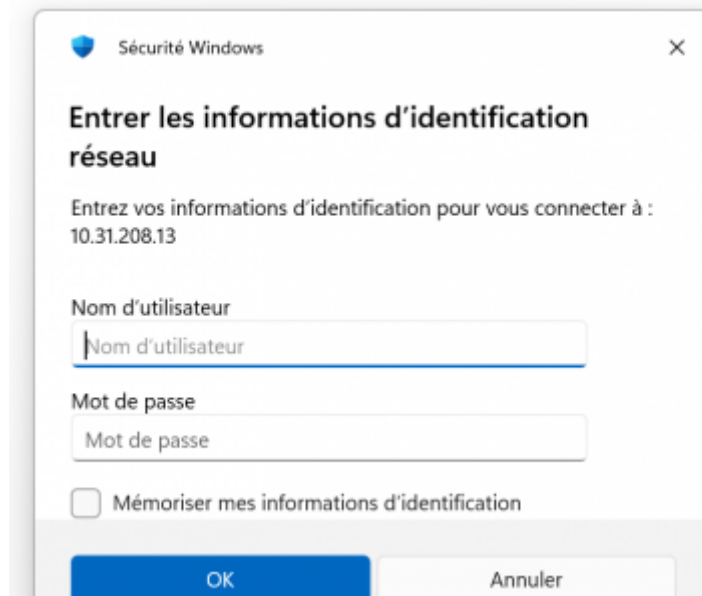 Sécurité Windows
Entrer les informations d’identification
réseau
Entrez vos informations d’identification pour vous connecter à :
10.31.208.13
Nom d’utilisateur
Nom d’utilisateur
Mot de passe
Mot de passe
Mémoriser mes informations d’identification
OK Annuler